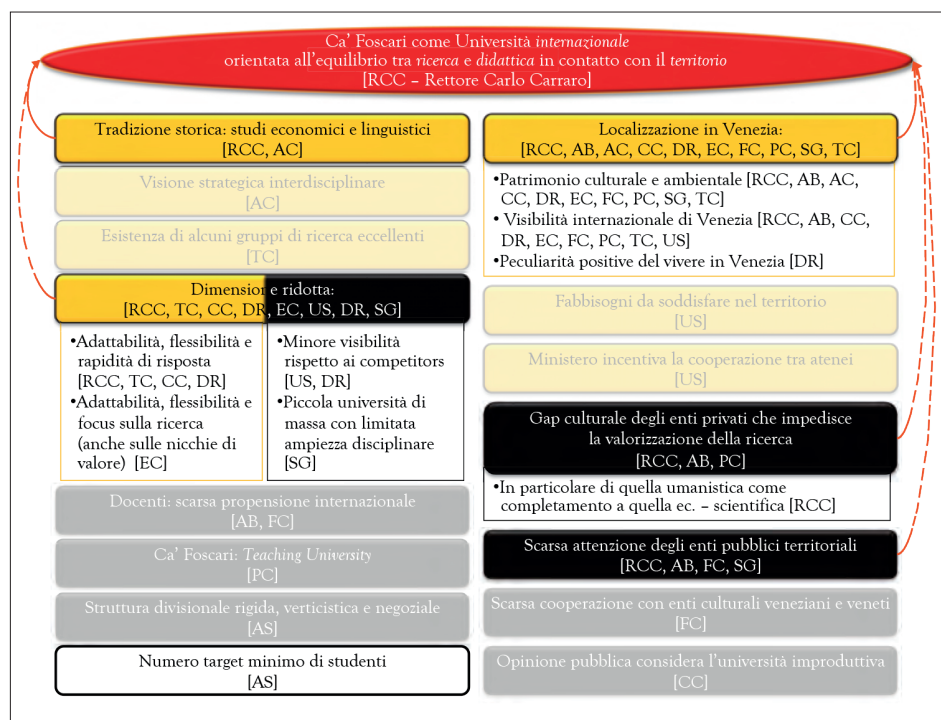 Ca' Foscari come Università internazionale
orientata all'equilibrio tra ricerca e didattica in contatto con il territorio
[RCC – Rettore Carlo Carraro]
Tradizione storica: studi economici e linguistici
[RCC, AC]
Visione strategica interdisciplinare
[AC]
Esistenza di alcuni gruppi di ricerca eccellenti
[TC]
Dimensione ridotta:
[RCC, TC, CC, DR, EC, US, DR, SG]
•Adattabilità, flessibilità e
rapidità di risposta
[RCC, TC, CC, DR]
•Adattabilità, flessibilità e
focus sulla ricerca
(anche sulle nicchie di
valore) [EC]
•Minore visibilità
rispetto ai competitors
[US, DR]
•Piccola università di
massa con limitata
ampiezza disciplinare
[SG]
Docenti: scarsa propensione internazionale
[AB, FC]
Ca' Foscari: Teaching University
[PC]
Struttura divisionale rigida, verticistica e negoziale
[AS]
Numero target minimo di studenti
[AS]
Localizzazione in Venezia:
[RCC, AB, AC, CC, DR, EC, FC, PC, SG, TC]
•Patrimonio culturale e ambientale [RCC, AB, AC,
CC, DR, EC, FC, PC, SG, TC]
• Visibilità internazionale di Venezia [RCC, AB, CC,
DR, EC, FC, PC, TC, US]
•Peculiarità positive del vivere in Venezia [DR]
Fabbisogni da soddisfare nel territorio
[US]
Ministero incentiva la cooperazione tra atenei
[US]
Gap culturale degli enti privati che impedisce
la valorizzazione della ricerca
[RCC, AB, PC]
•In particolare di quella umanistica come
completamento a quella ec. – scientifica [RCC]
Scarsa attenzione degli enti pubblici territoriali
[RCC, AB, FC, SG]
Scarsa cooperazione con enti culturali veneziani e veneti
[FC]
Opinione pubblica considera l'università improduttiva
[CC]